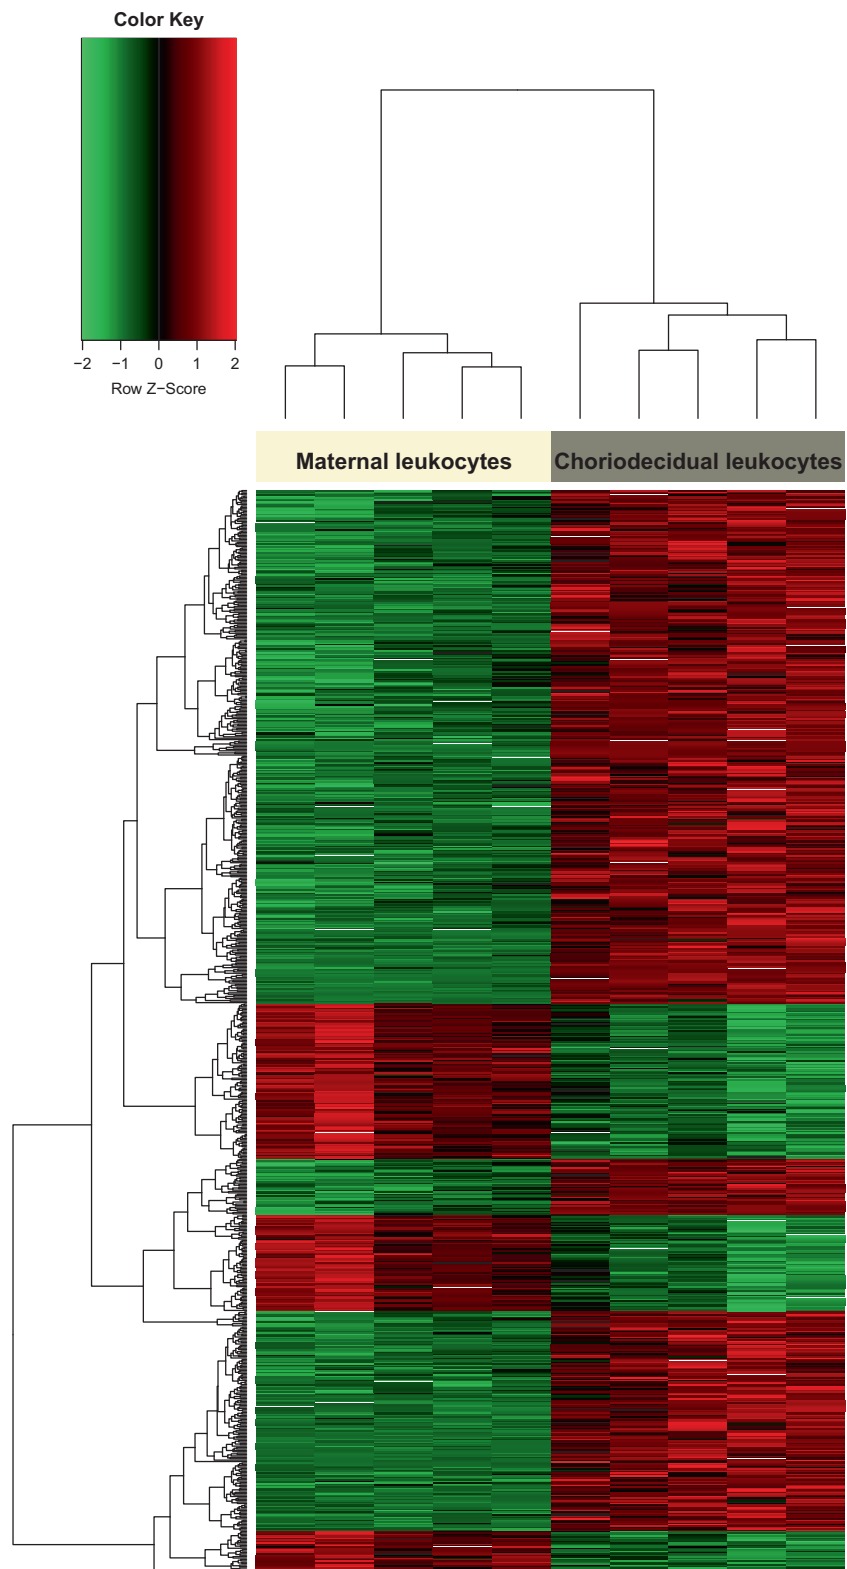 Color Key
−2 −1 0 1 2
Row Z−Score
Maternal leukocytes Choriodecidual leukocytes